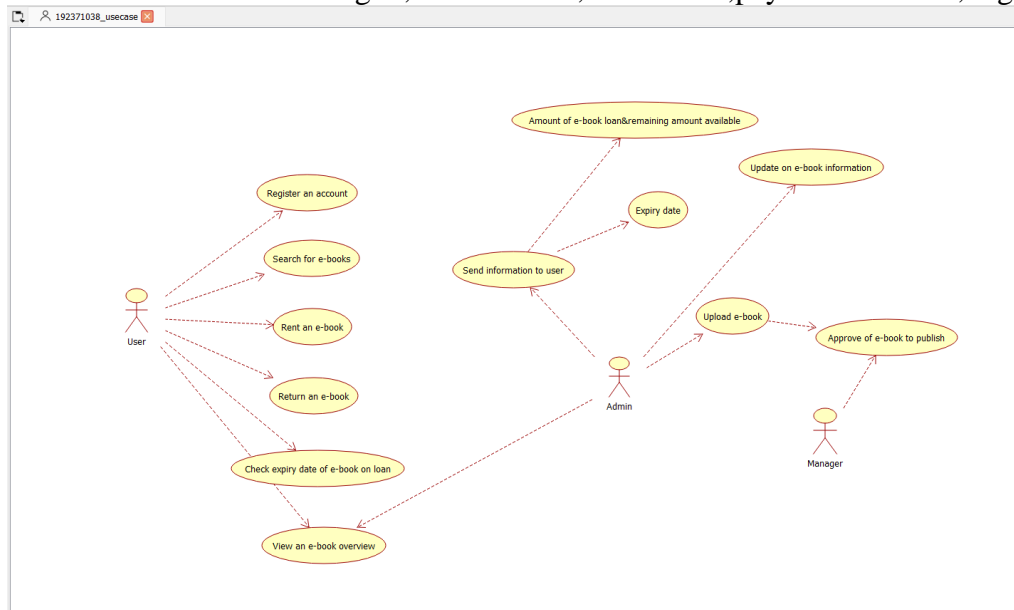 192371038_usecase
Amount of e-book loan&remaining amount available
Update on e-book information
Register an account
Expiry date
Search for e-books
Send information to user
Upload e-book
Rent an e-book
Approve of e-book to publish
User
Return an e-book
Admin
Manager
Check expiry date of e-book on loan
View an e-book overview